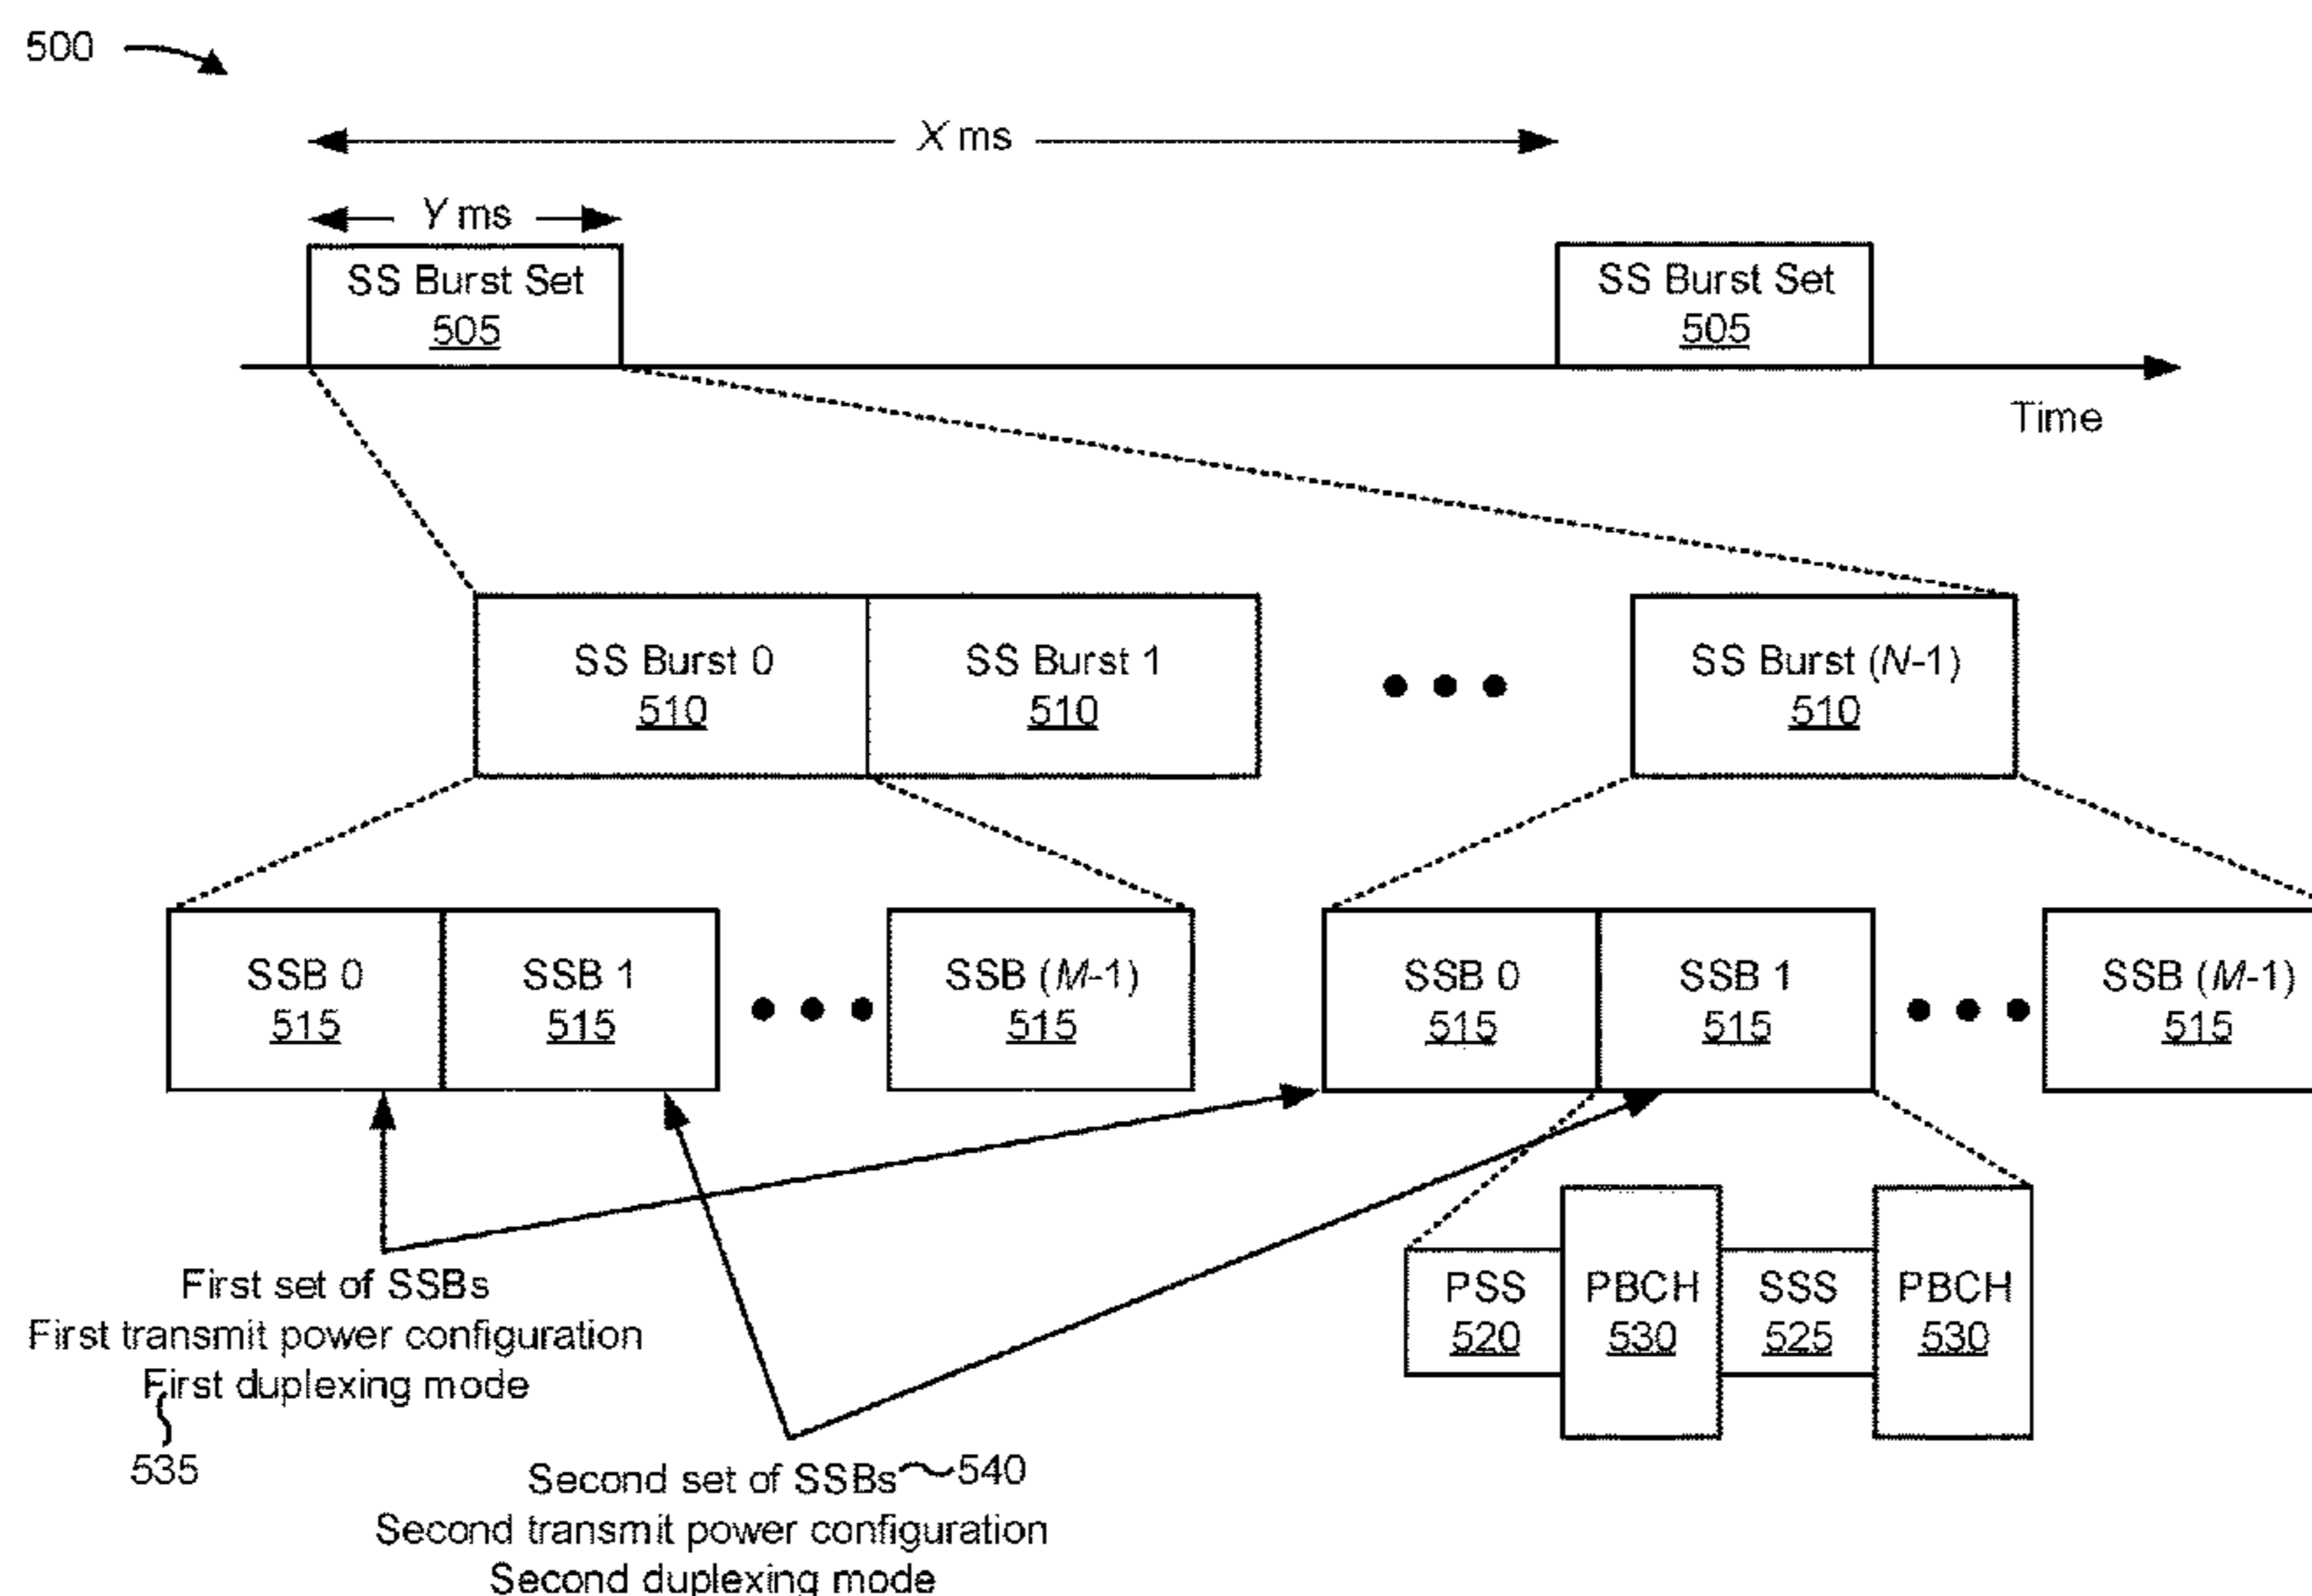 500
X ms
Y ms
SS Burst Set
505
SS Burst Set
505
Time
SS Burst 0
510
SS Burst 1
510
SS Burst (N-1)
510
SSB 0
515
SSB 1
515
SSB (M-1)
515
SSB 0
515
SSB 1
515
SSB (M-1)
515
PSS
520
PBCH
530
SSS
525
PBCH
530
First set of SSBs
First transmit power configuration
First duplexing mode
535
Second set of SSBs 540
Second transmit power configuration
Second duplexing mode